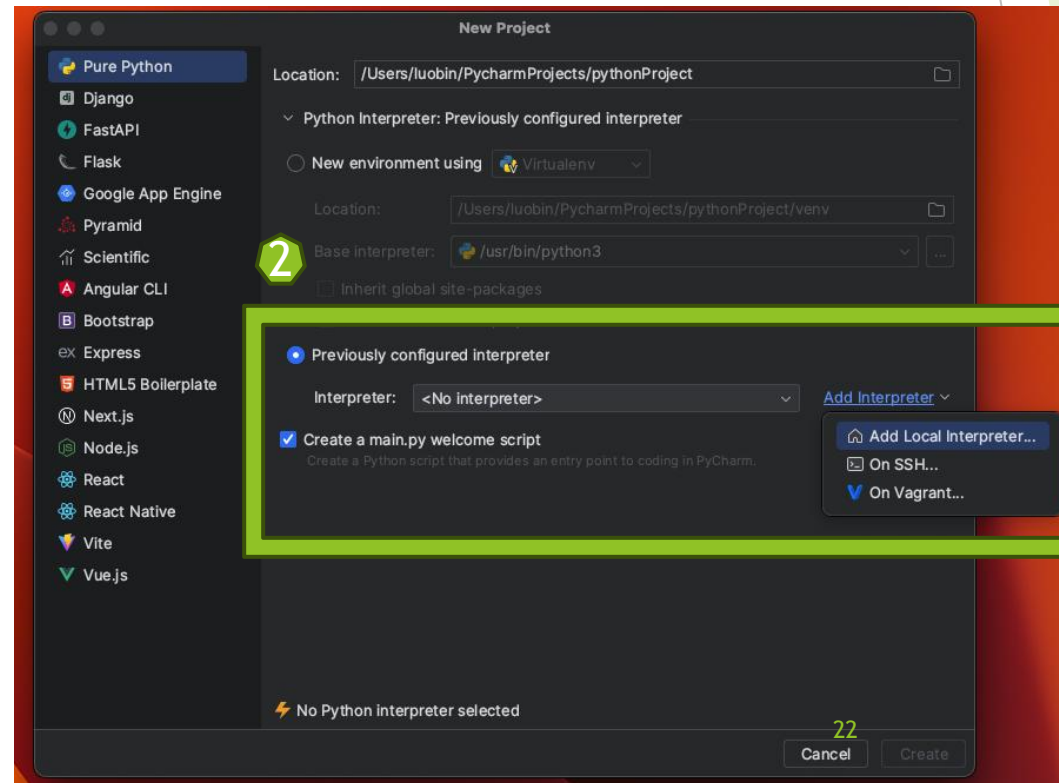 New Project
Pure Python
Django
FastAPI
Flask
Google App Engine
Pyramid
Scientific
Angular CLI
Bootstrap
Express
HTML5 Boilerplate
Next.js
Node.js
React
React Native
Vite
Vue.js
Location: /Users/luobin/PycharmProjects/pythonProject
Python Interpreter: Previously configured interpreter
New environment using Virtualenv
Location: /Users/luobin/PycharmProjects/pythonProject/venv
2
Base interpreter: /usr/bin/python3 ...
Inherit global site-packages
Previously configured interpreter
Interpreter: <No interpreter> Add Interpreter
Add Local Interpreter...
On SSH...
On Vagrant...
Create a main.py welcome script
Create a Python script that provides an entry point to coding in PyCharm.
No Python interpreter selected
22
Cancel Create